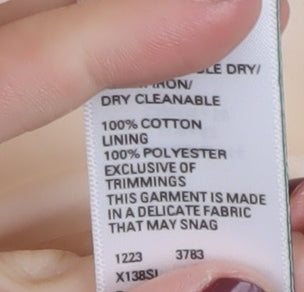 DRY/
IRON/
DRY CLEANABLE
100% COTTON
LINING
100% POLYESTER
EXCLUSIVE OF
TRIMMINGS
THIS GARMENT IS MADE
IN A DELICATE FABRIC
THAT MAY SNAG
1223 3783